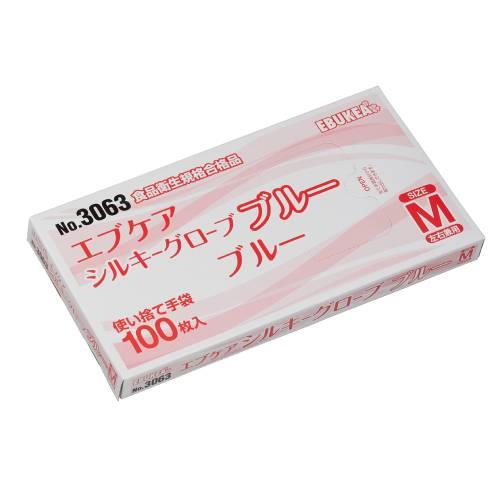 EBUKEA
No.3063 食品衛生規格合格品
エブケア
シルキーグローブ ブルー
ブルー
使い捨て手袋
100枚入
OPEN
SIZE
M
左右兼用
No.3063
エブケア シルキーグローブ ブルー M